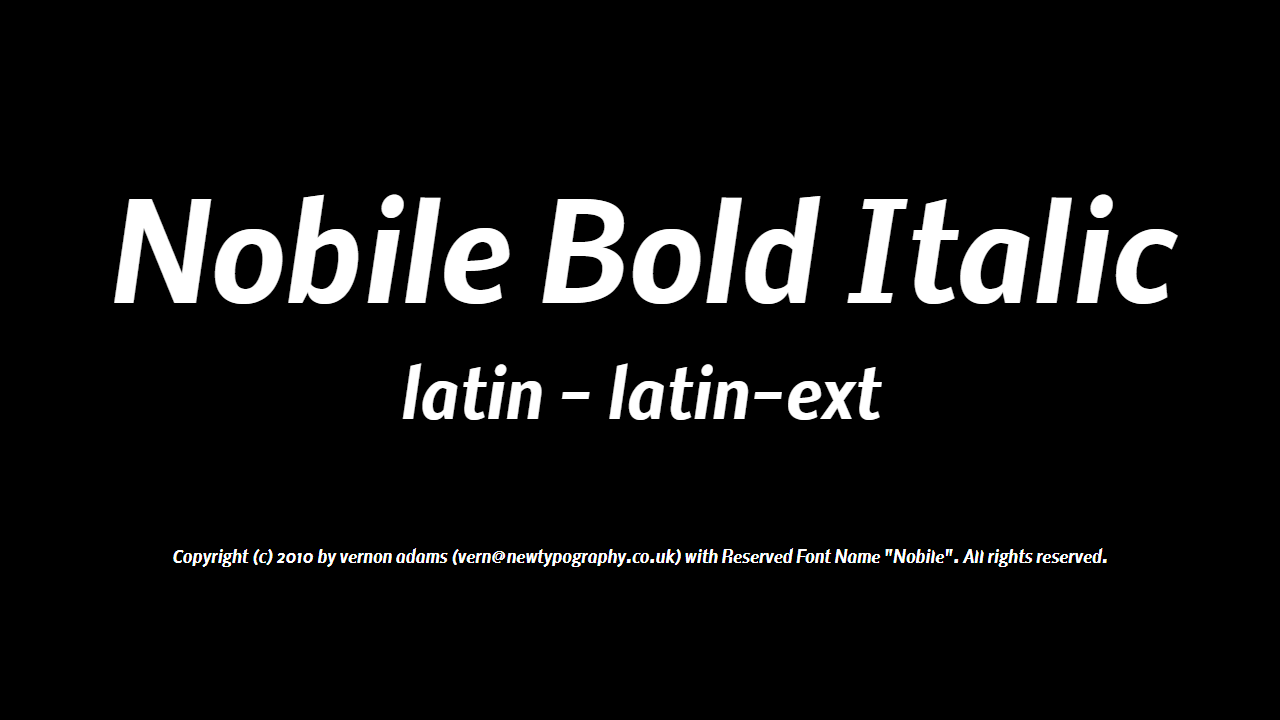 Nobile Bold Italic
latin - latin-ext
Copyright (c) 2010 by vernon adams (vern@newtypography.co.uk) with Reserved Font Name "Nobile". All rights reserved.